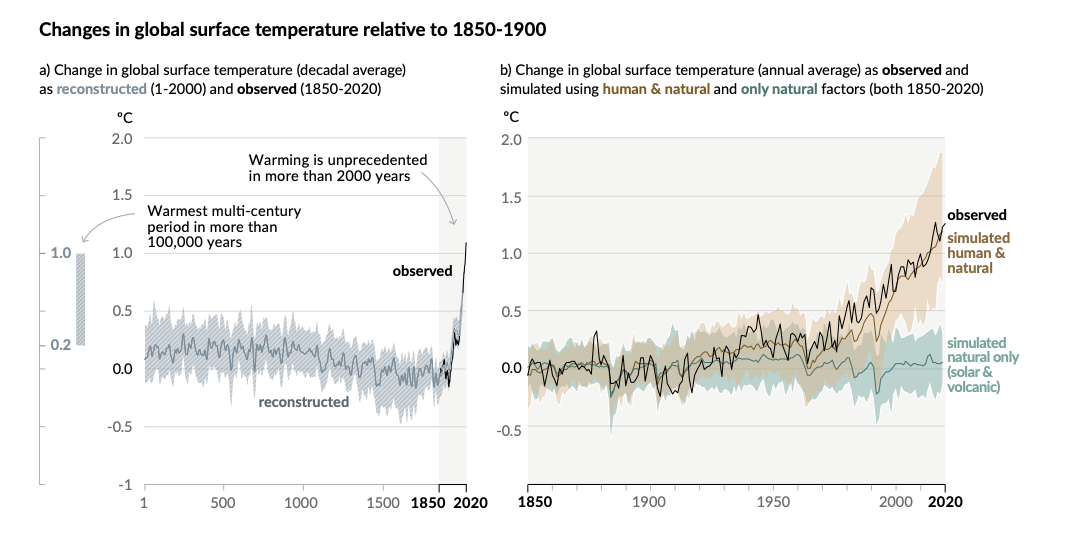 Changes in global surface temperature relative to 1850-1900
a) Change in global surface temperature (decadal average)
as reconstructed (1-2000) and observed (1850-2020)
ºC
2.0
1.5
1.0
0.5
0.0
-0.5
-1
1.0
0.2
Warming is unprecedented
in more than 2000 years
Warmest multi-century
period in more than
100,000 years
observed
reconstructed
1 500 1000 1500 1850 2020
b) Change in global surface temperature (annual average) as observed and
simulated using human & natural and only natural factors (both 1850-2020)
ºC
2.0
1.5
1.0
0.5
0.0
-0.5
observed
simulated
human &
natural
simulated
natural only
(solar &
volcanic)
1850 1900 1950 2000 2020